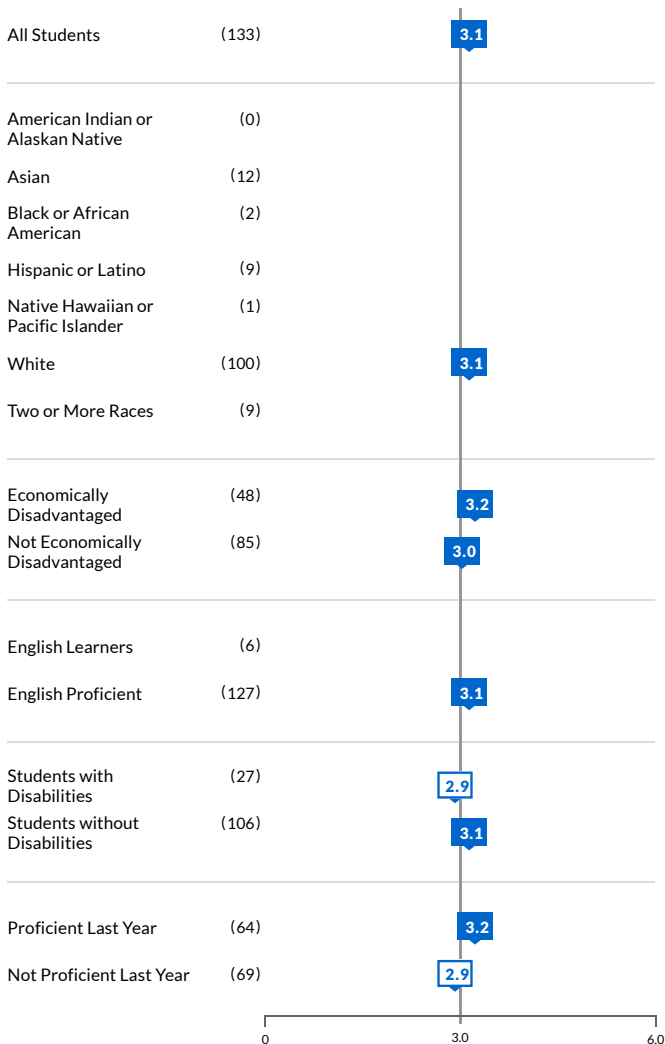 All Students (133) 3.1
American Indian or (0)
Alaskan Native
Asian (12)
Black or African (2)
American
Hispanic or Latino (9)
Native Hawaiian or (1)
Pacific Islander
White (100) 3.1
Two or More Races (9)
Economically (48) 3.2
Disadvantaged
Not Economically (85) 3.0
Disadvantaged
English Learners (6)
English Proficient (127) 3.1
Students with (27) 2.9
Disabilities
Students without (106) 3.1
Disabilities
Proficient Last Year (64) 3.2
Not Proficient Last Year (69) 2.9
0 3.0 6.0